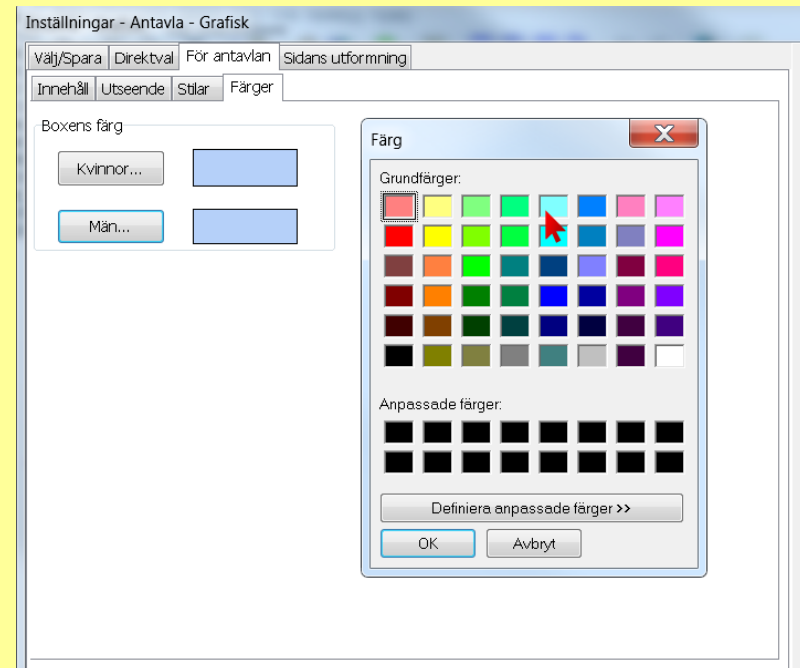 Inställningar - Antavla - Grafisk
Välj/Spara Direktval För antavlan Sidans utformning
Innehåll Utseende Stilar Färger
Boxens färg
Kvinnor...
Män...
Färg
Grundfärger:
Anpassade färger:
Definiera anpassade färger >>
OK Avbryt